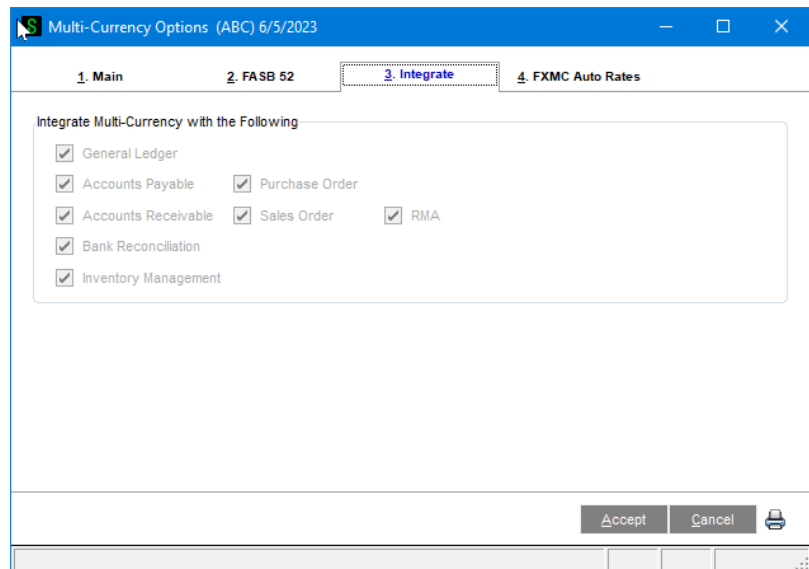 S Multi-Currency Options (ABC) 6/5/2023
1. Main 2. FASB 52 3. Integrate 4. FXMC Auto Rates
Integrate Multi-Currency with the Following
General Ledger
Accounts Payable Purchase Order
Accounts Receivable Sales Order RMA
Bank Reconciliation
Inventory Management
Accept Cancel